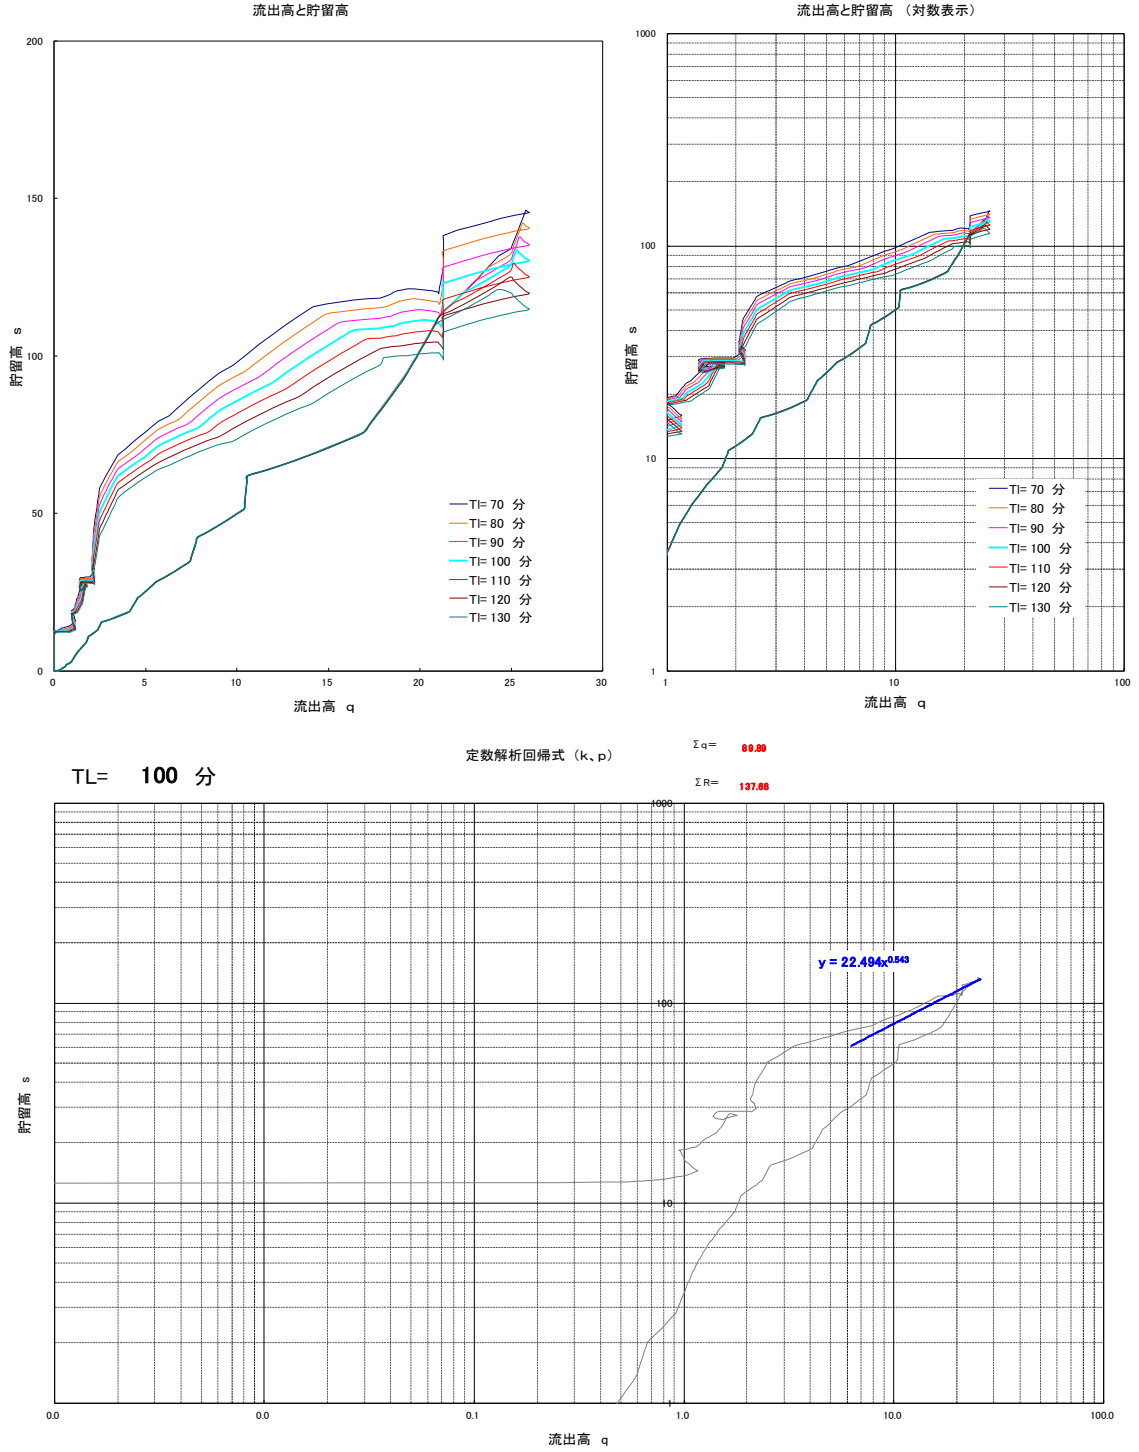 流出高と貯留高
200
150
100
50
0
0
5
10
15
20
25
30
貯留高 s
流出高 q
Tl= 70 分
Tl= 80 分
Tl= 90 分
Tl= 100 分
Tl= 110 分
Tl= 120 分
Tl= 130 分
流出高と貯留高 (対数表示)
1000
100
10
1
1
10
100
貯留高 s
流出高 q
Tl= 70 分
Tl= 80 分
Tl= 90 分
Tl= 100 分
Tl= 110 分
Tl= 120 分
Tl= 130 分
TL= 100 分
定数解析回帰式 (k、p)
Σq= 89.89
ΣR= 137.66
1000
100
10
1
y = 22.494x^0.543
貯留高 s
0.0
0.0
0.1
1.0
10.0
100.0
流出高 q